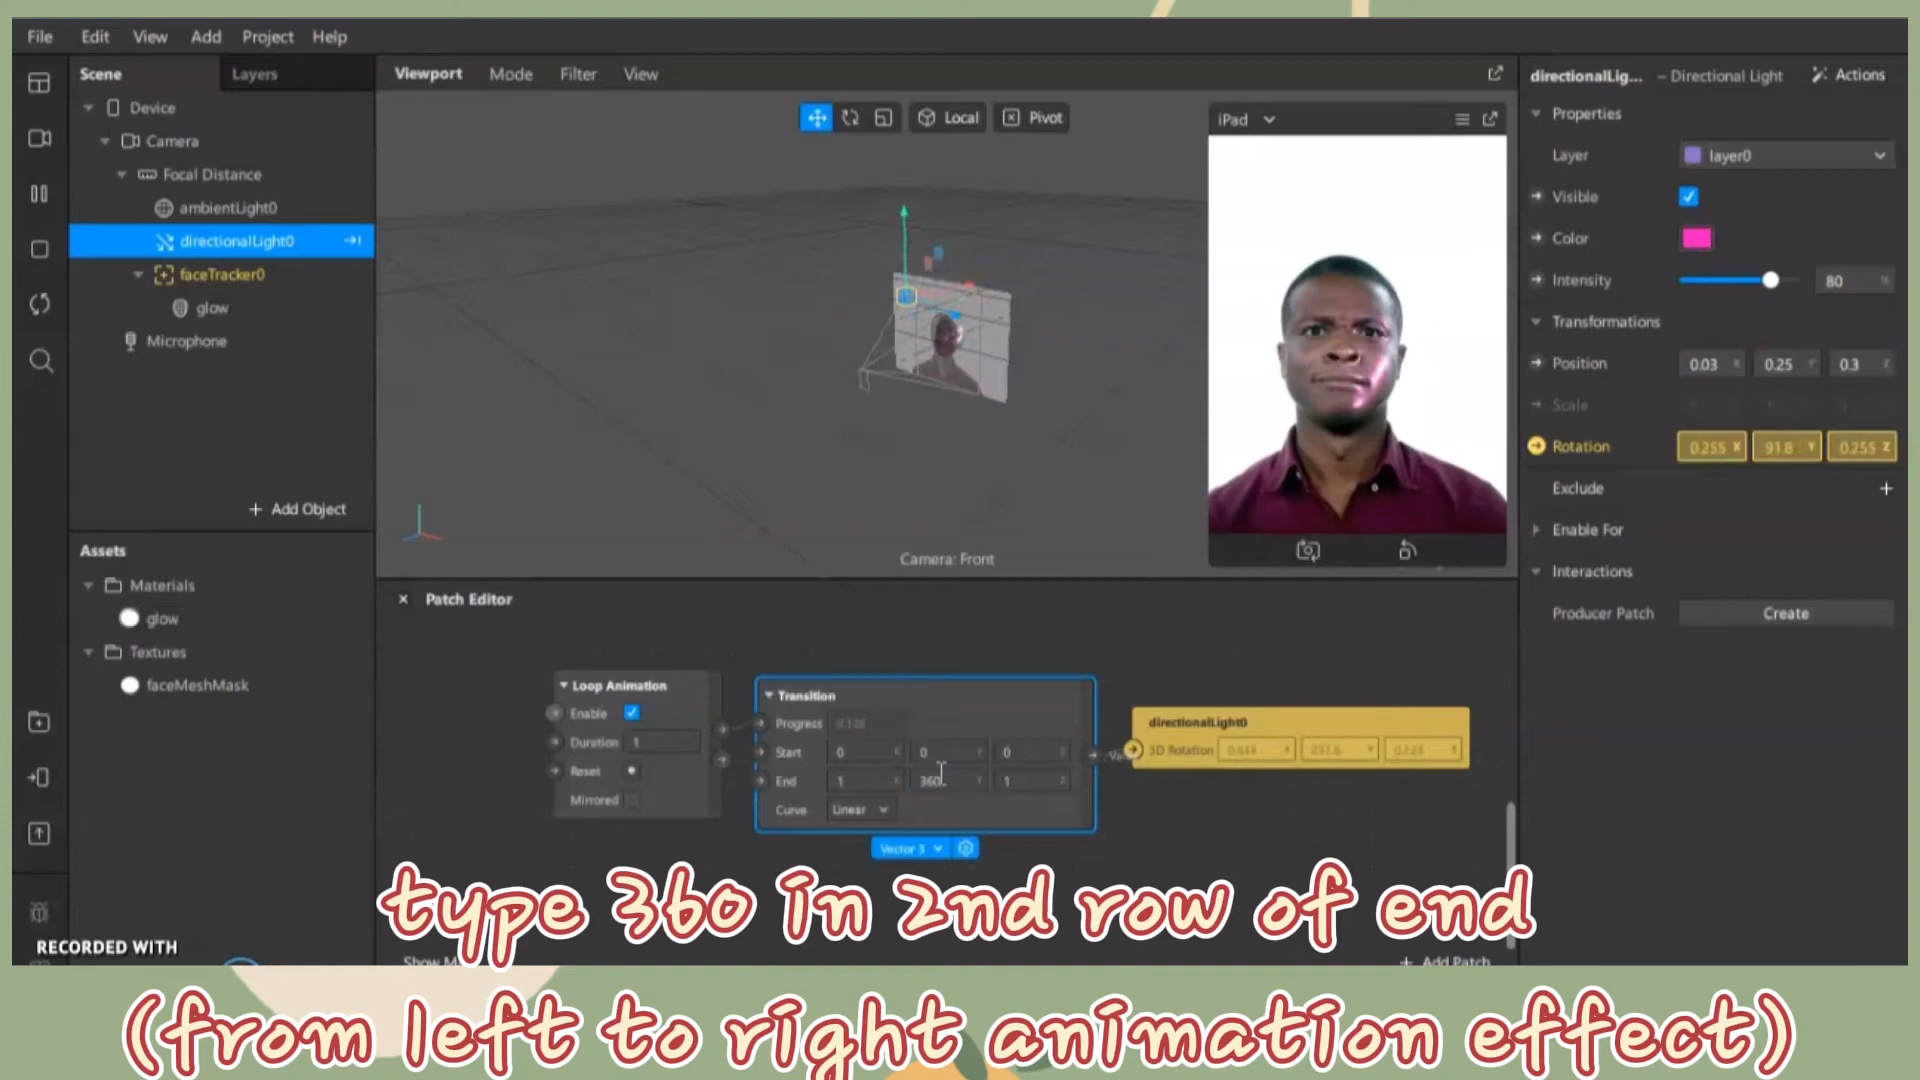 File Edit View Add Project Help
Scene Layers
Device
Camera
Focal Distance
ambientLight0
directionalLight0
faceTracker0
glow
Microphone
+ Add Object
Assets
Materials
glow
Textures
faceMeshMask
Viewport Mode Filter View
Local Pivot
iPad
Camera: Front
directionalLig... – Directional Light Actions
Properties
Layer layer0
Visible
Color
Intensity 80
Transformations
Position 0.03 X 0.25 Y 0.3 Z
Scale
Rotation 0.255 X 91.8 Y 0.255 Z
Exclude +
Enable For
Interactions
Producer Patch Create
× Patch Editor
Loop Animation
Enable
Duration 1
Reset
Mirrored
Transition
Progress
Start 0 0 0
End 1 360 1
Curve Linear
Vector 3
directionalLight0
3D Rotation
type 360 in 2nd row of end
RECORDED WITH
+ Add Patch
(from left to right animation effect)